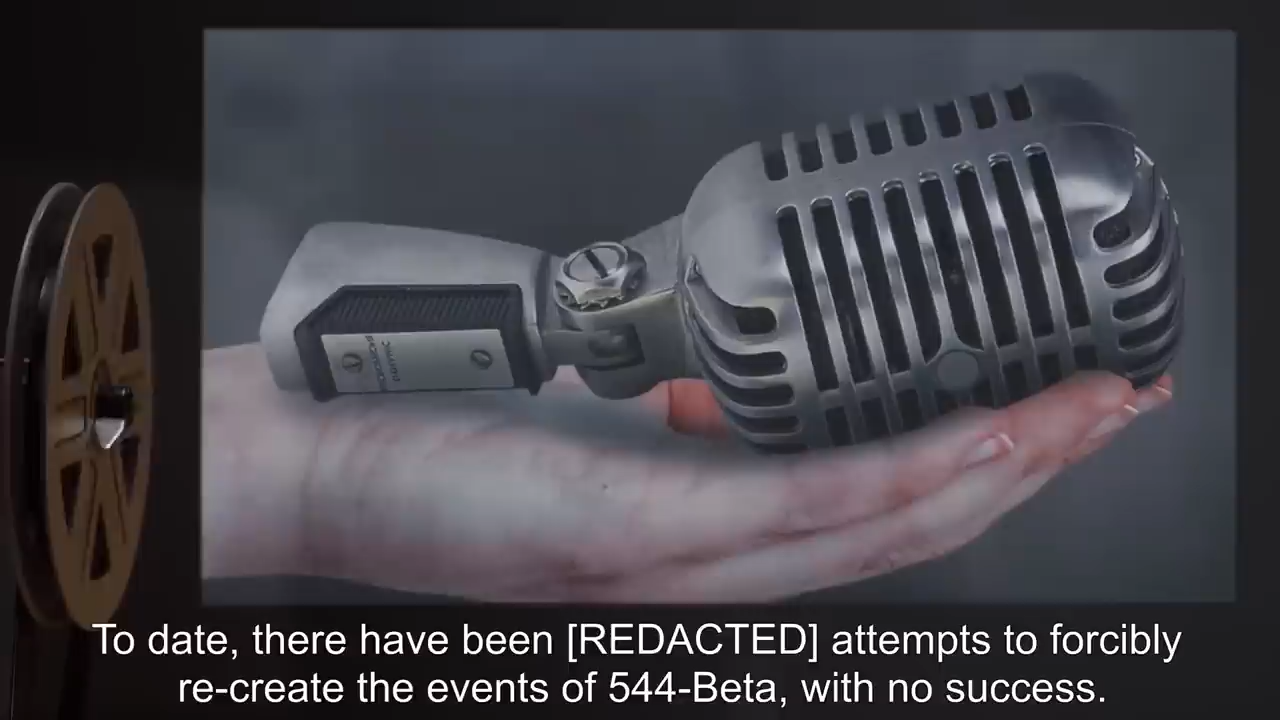 To date, there have been [REDACTED] attempts to forcibly
re-create the events of 544-Beta, with no success.